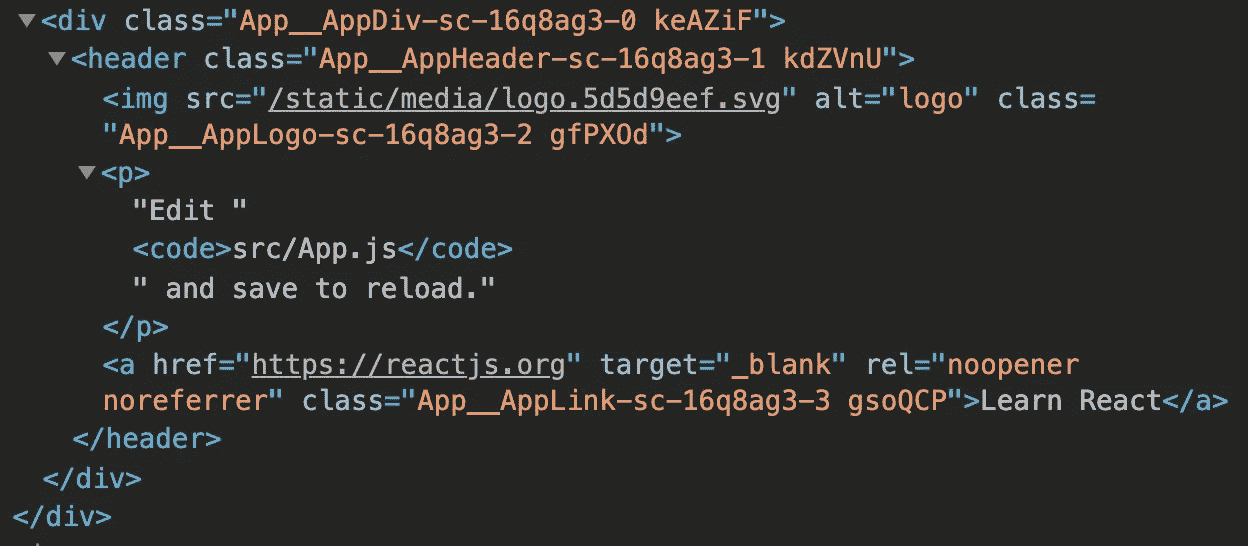 <div class="App__AppDiv-sc-16q8ag3-0 keAZiF">
<header class="App__AppHeader-sc-16q8ag3-1 kdZVnU">
<img src="/static/media/logo.5d5d9eef.svg" alt="logo" class=
"App__AppLogo-sc-16q8ag3-2 gfPXOd">
<p>
"Edit "
<code>src/App.js</code>
" and save to reload."
</p>
<a href="https://reactjs.org" target="_blank" rel="noopener
noreferrer" class="App__AppLink-sc-16q8ag3-3 gsoQCP">Learn React</a>
</header>
</div>
</div>